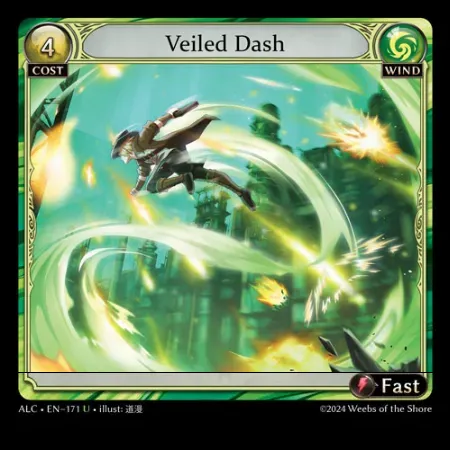 4
Veiled Dash
COST
WIND
Fast
ALC • EN-171 U • illust: 道漫
©2024 Weebs of the Shore